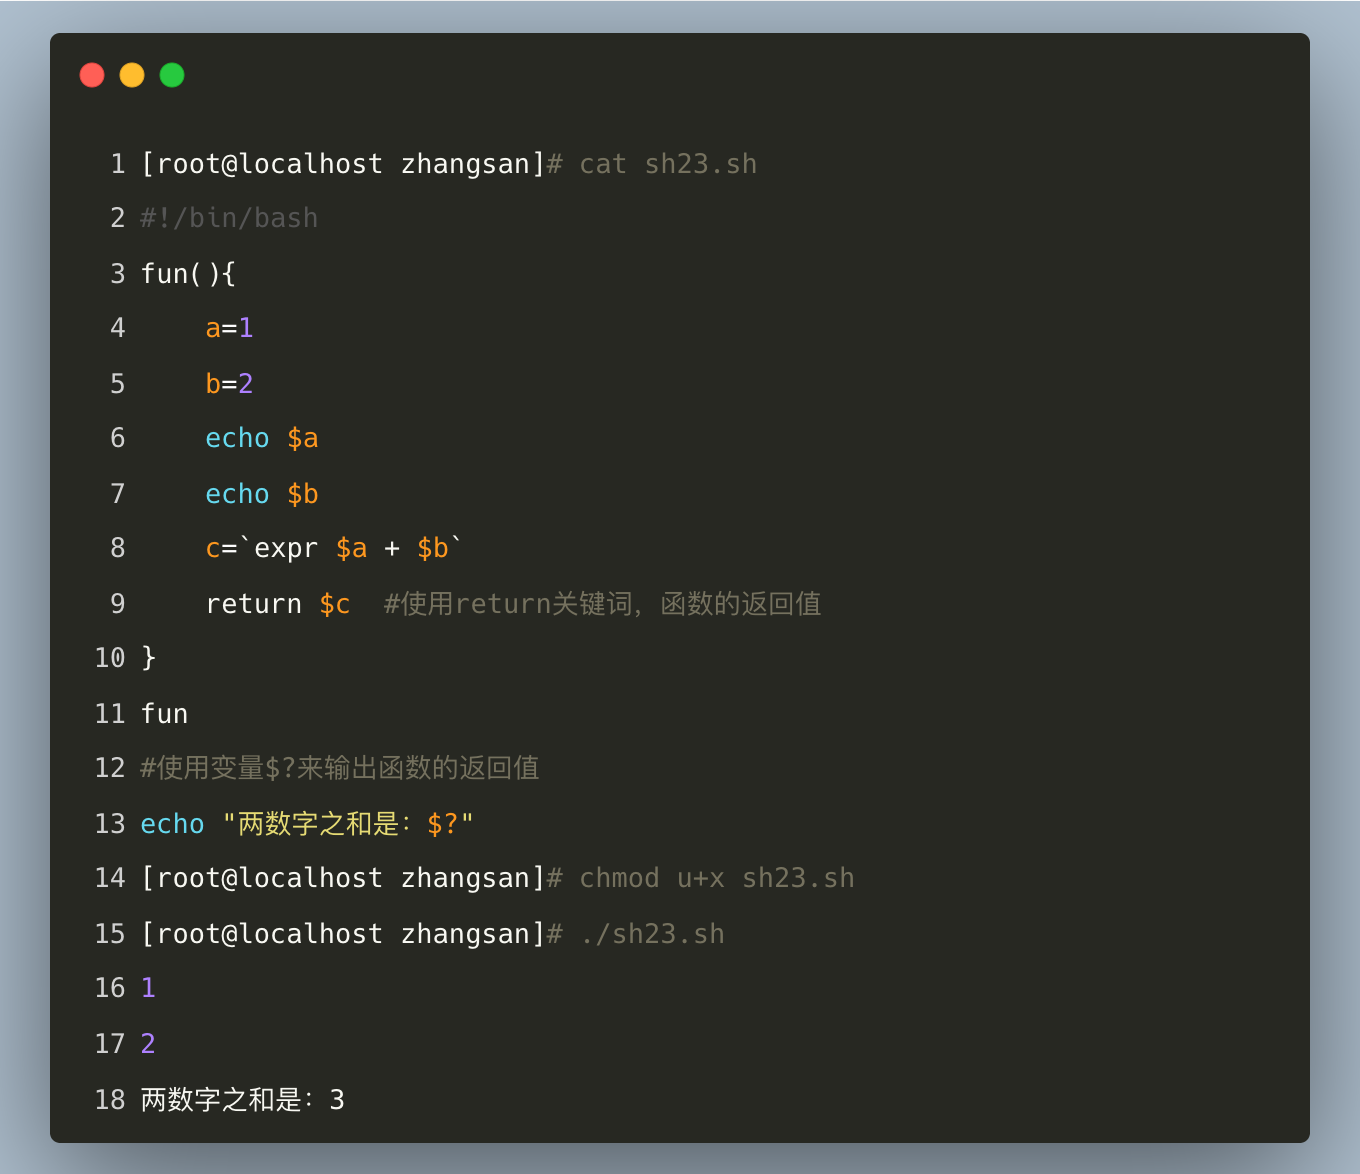 1 [root@localhost zhangsan]# cat sh23.sh
2 #!/bin/bash
3 fun(){
4     a=1
5     b=2
6     echo $a
7     echo $b
8     c=`expr $a + $b`
9     return $c  #使用return关键词，函数的返回值
10 }
11 fun
12 #使用变量$?来输出函数的返回值
13 echo "两数字之和是：$?"
14 [root@localhost zhangsan]# chmod u+x sh23.sh
15 [root@localhost zhangsan]# ./sh23.sh
16 1
17 2
18 两数字之和是：3